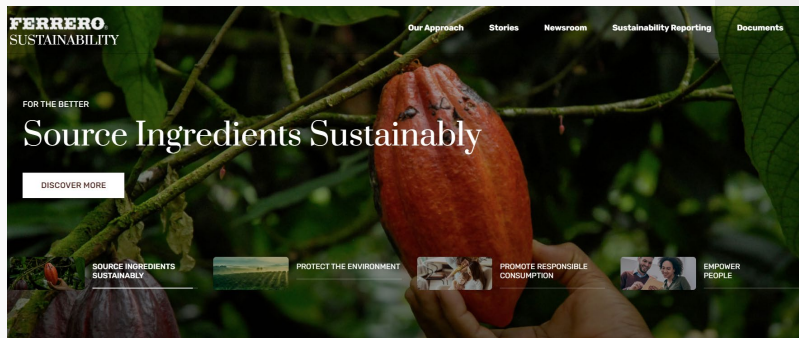 FERRERO
SUSTAINABILITY
Our Approach
Stories
Newsroom
Sustainability Reporting
Documents
FOR THE BETTER
Source Ingredients Sustainably
DISCOVER MORE
SOURCE INGREDIENTS
SUSTAINABLY
PROTECT THE ENVIRONMENT
PROMOTE RESPONSIBLE
CONSUMPTION
EMPOWER
PEOPLE